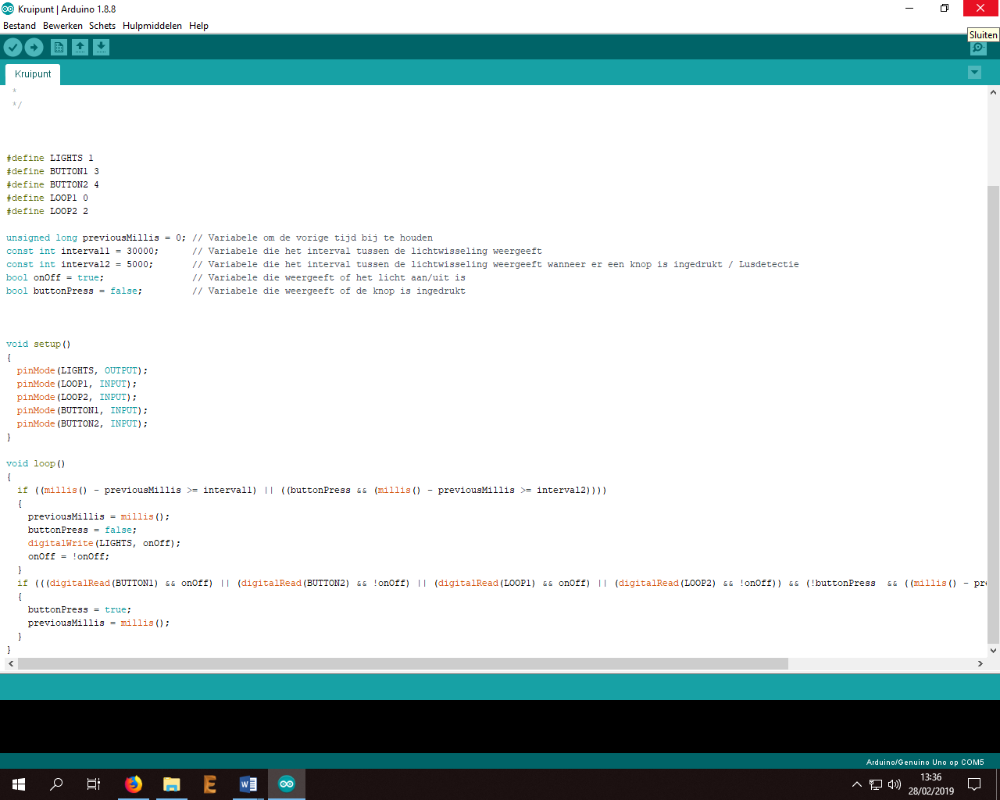 Kruipunt | Arduino 1.8.8
Bestand Bewerken Schets Hulpmiddelen Help
Sluiten
Kruipunt
*
*/
#define LIGHTS 1
#define BUTTON1 3
#define BUTTON2 4
#define LOOP1 0
#define LOOP2 2
unsigned long previousMillis = 0; // Variabele om de vorige tijd bij te houden
const int interval1 = 30000; // Variabele die het interval tussen de lichtwisseling weergeeft
const int interval2 = 5000; // Variabele die het interval tussen de lichtwisseling weergeeft wanneer er een knop is ingedrukt / Lusdetectie
bool onOff = true; // Variabele die weergeeft of het licht aan/uit is
bool buttonPress = false; // Variabele die weergeeft of de knop is ingedrukt
void setup()
{
pinMode(LIGHTS, OUTPUT);
pinMode(LOOP1, INPUT);
pinMode(LOOP2, INPUT);
pinMode(BUTTON1, INPUT);
pinMode(BUTTON2, INPUT);
}
void loop()
{
if ((millis() - previousMillis >= interval1) || ((buttonPress && (millis() - previousMillis >= interval2))))
{
previousMillis = millis();
buttonPress = false;
digitalWrite(LIGHTS, onOff);
onOff = !onOff;
}
if (((digitalRead(BUTTON1) && onOff) || (digitalRead(BUTTON2) && !onOff) || (digitalRead(LOOP1) && onOff) || (digitalRead(LOOP2) && !onOff)) && (!buttonPress && ((millis() - pre
{
buttonPress = true;
previousMillis = millis();
}
}
Arduino/Genuino Uno op COM5
13:36
28/02/2019